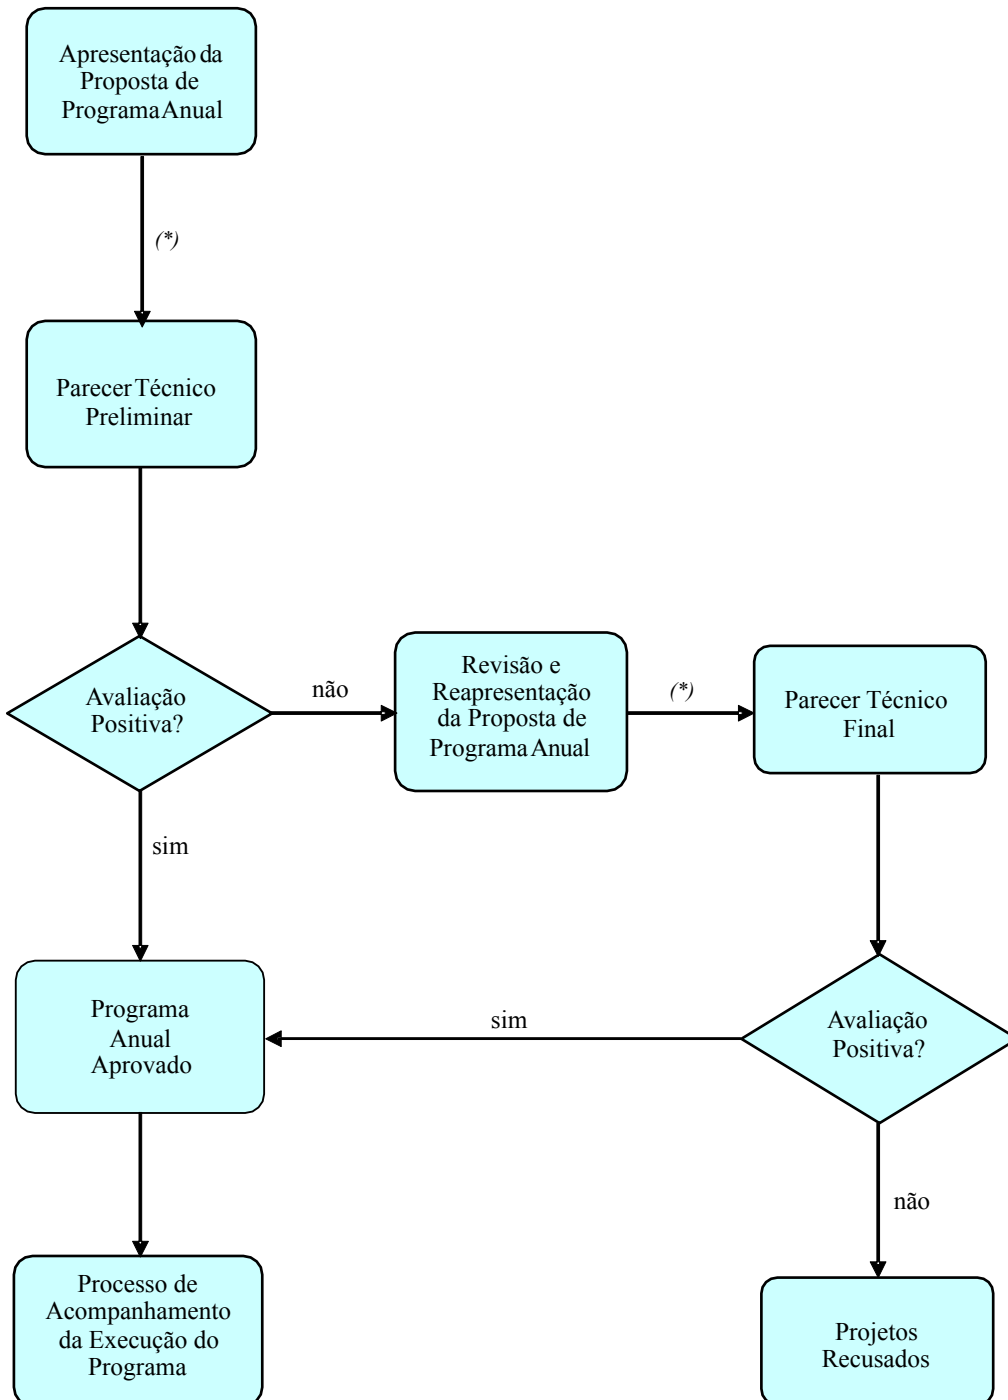 Apresentação da
Proposta de
Programa Anual
(*)
Parecer Técnico
Preliminar
Avaliação
Positiva?
não
Revisão e
Reapresentação
da Proposta de
Programa Anual
(*)
Parecer Técnico
Final
sim
Programa
Anual
Aprovado
sim
Avaliação
Positiva?
não
Processo de
Acompanhamento
da Execução do
Programa
Projetos
Recusados